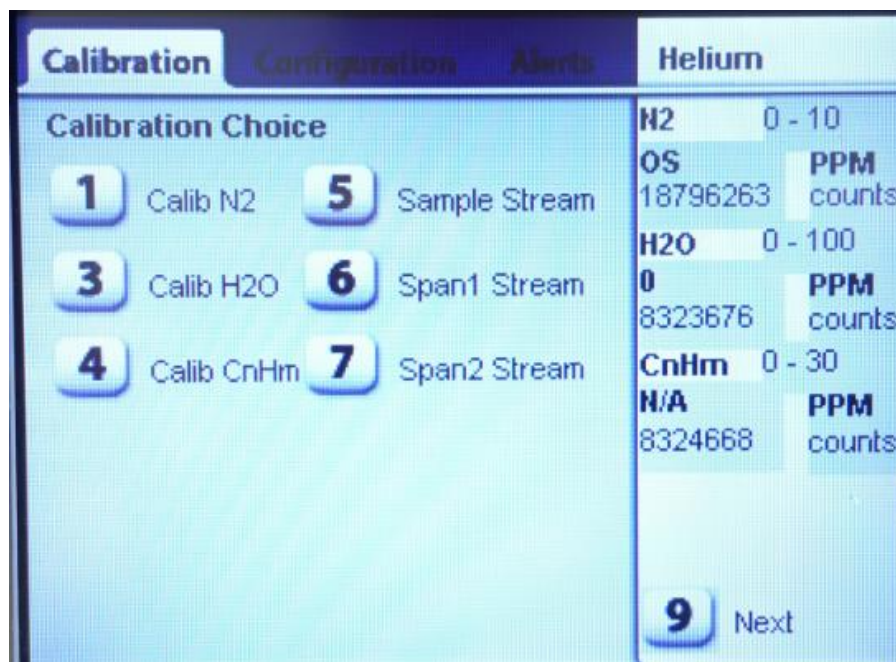 Calibration Configuration Alerts
Calibration Choice
1 Calib N2 5 Sample Stream
3 Calib H2O 6 Span1 Stream
4 Calib CnHm 7 Span2 Stream
Helium
N2 0 - 10
OS PPM
18796263 counts
H2O 0 - 100
0 PPM
8323676 counts
CnHm 0 - 30
N/A PPM
8324668 counts
9 Next